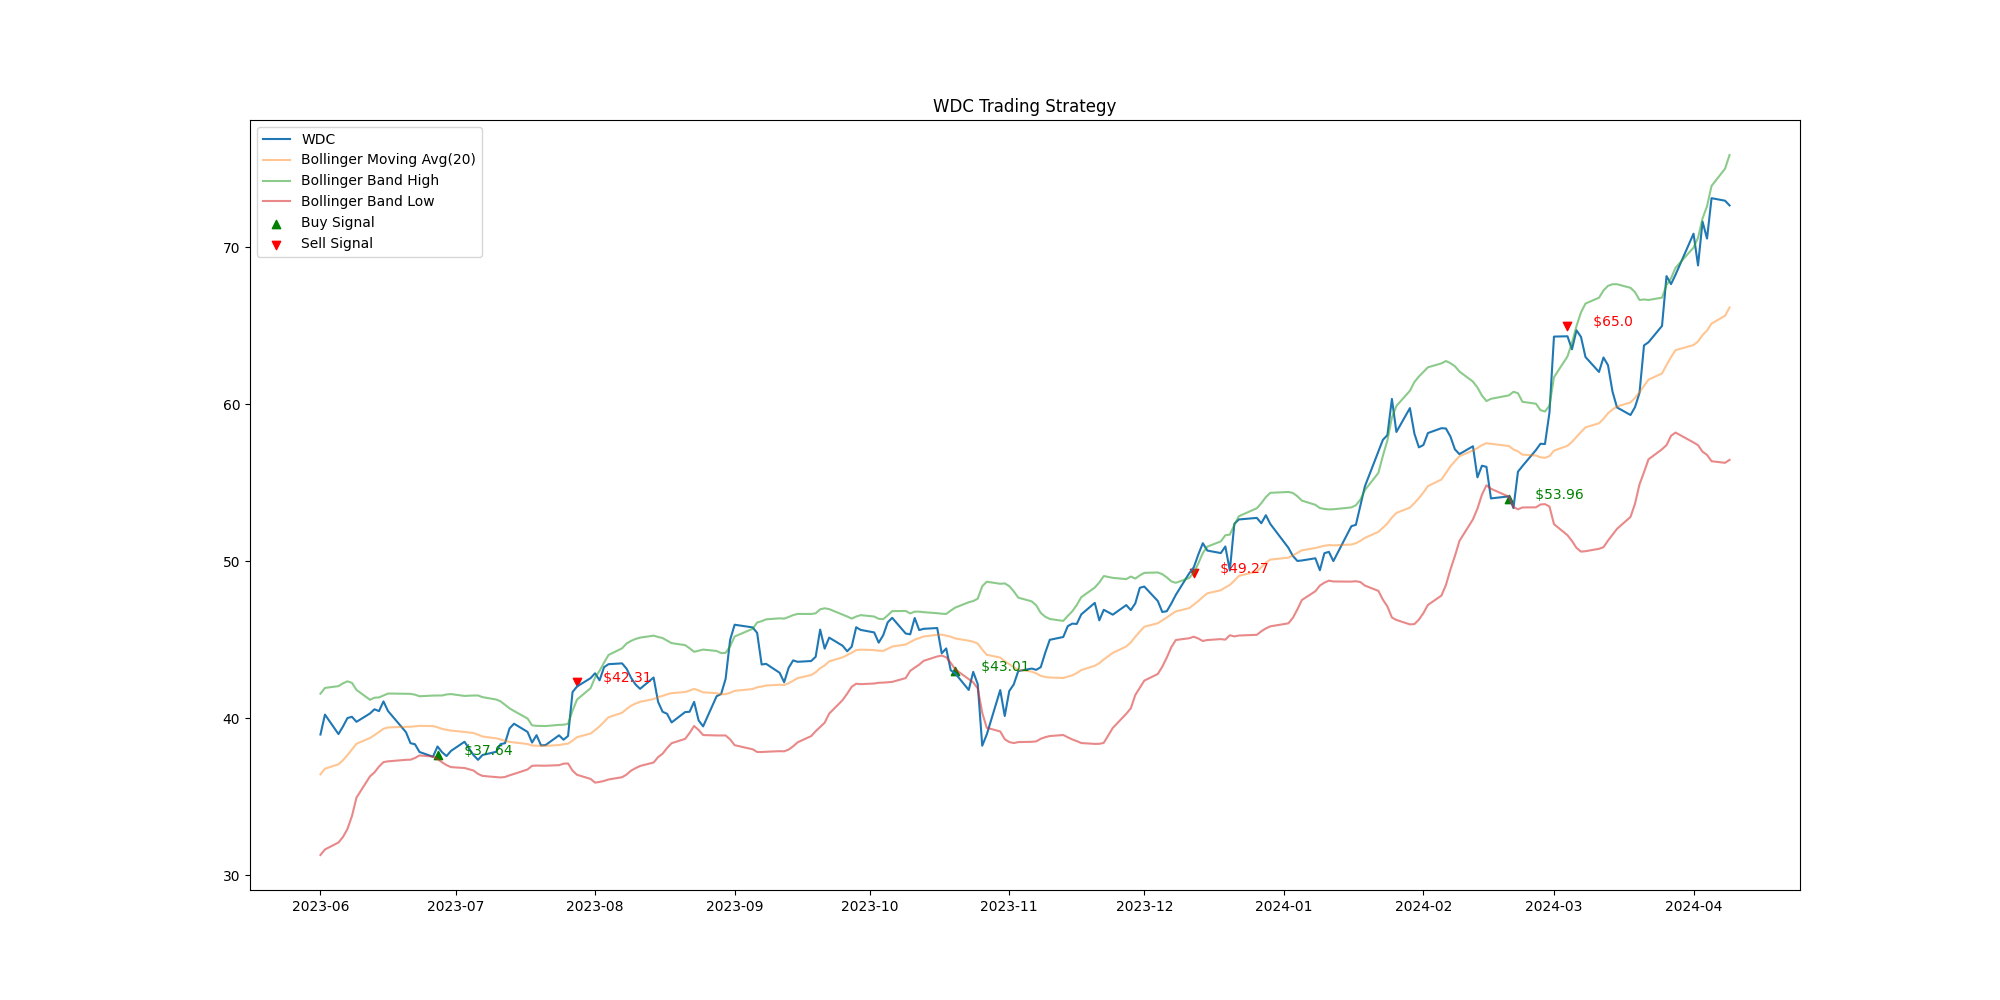 WDC Trading Strategy
WDC
Bollinger Moving Avg(20)
Bollinger Band High
Bollinger Band Low
Buy Signal
Sell Signal
70
60
50
40
30
$65.0
$53.96
$49.27
$43.01
$42.31
$37.64
2023-06 2023-07 2023-08 2023-09 2023-10 2023-11 2023-12 2024-01 2024-02 2024-03 2024-04